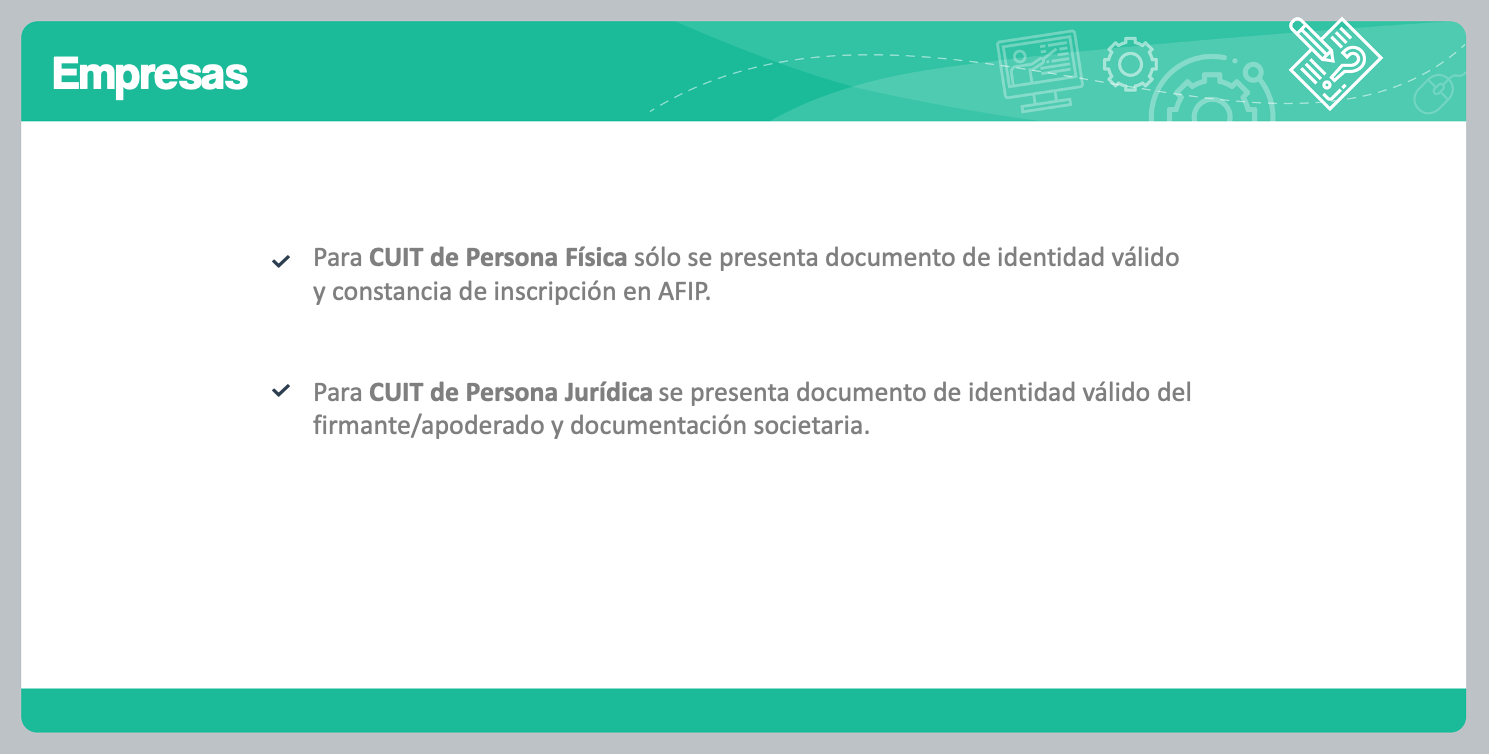 Empresas
Para CUIT de Persona Física sólo se presenta documento de identidad válido
y constancia de inscripción en AFIP.
Para CUIT de Persona Jurídica se presenta documento de identidad válido del
firmante/apoderado y documentación societaria.